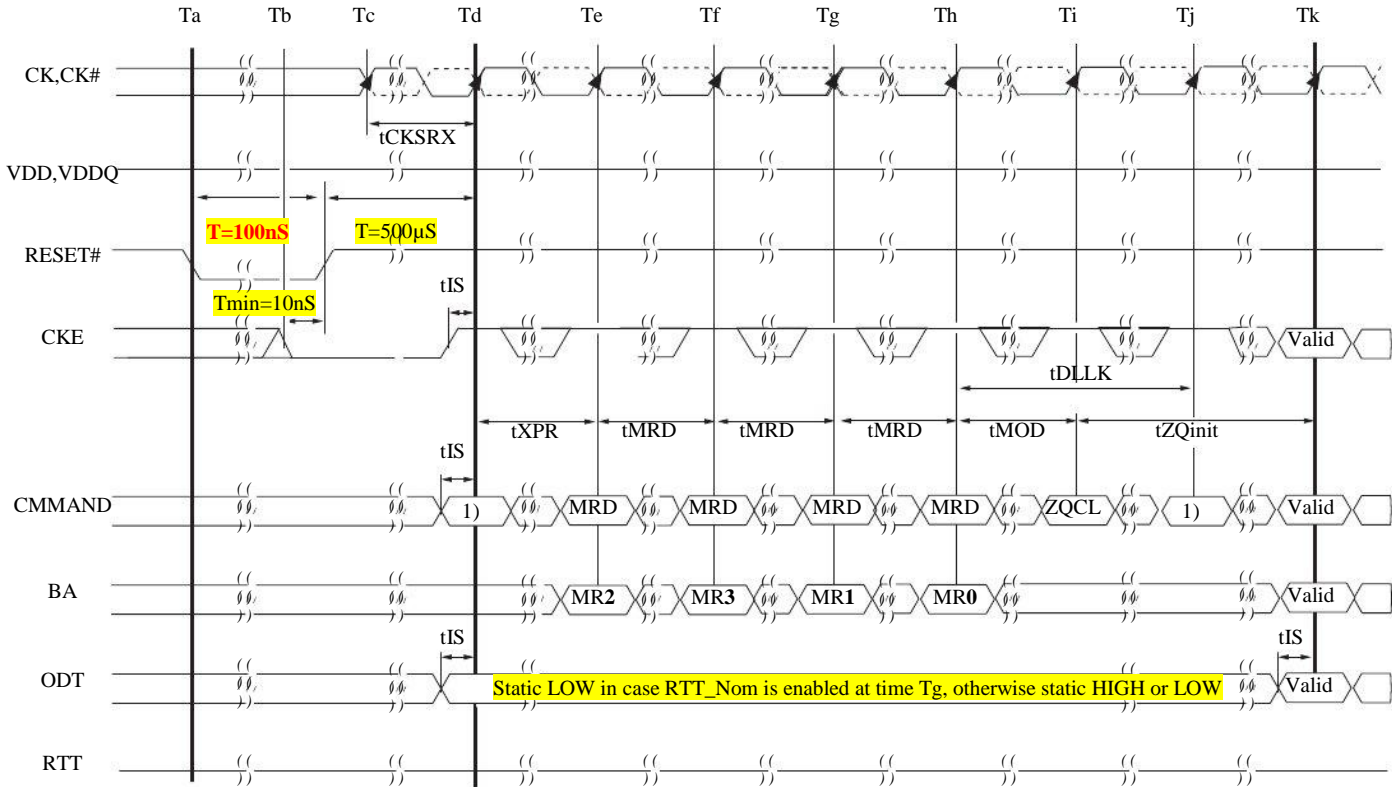 Ta Tb Tc Td Te Tf Tg Th Ti Tj Tk
CK,CK#
tCKSRX
VDD,VDDQ
T=100nS T=500µS
RESET#
Tmin=10nS tIS
CKE Valid
tDLLK
tXPR tMRD tMRD tMRD tMOD tZQinit
tIS
CMMAND 1) MRD MRD MRD MRD ZQCL 1) Valid
BA MR2 MR3 MR1 MR0 Valid
tIS tIS
ODT Static LOW in case RTT_Nom is enabled at time Tg, otherwise static HIGH or LOW Valid
RTT